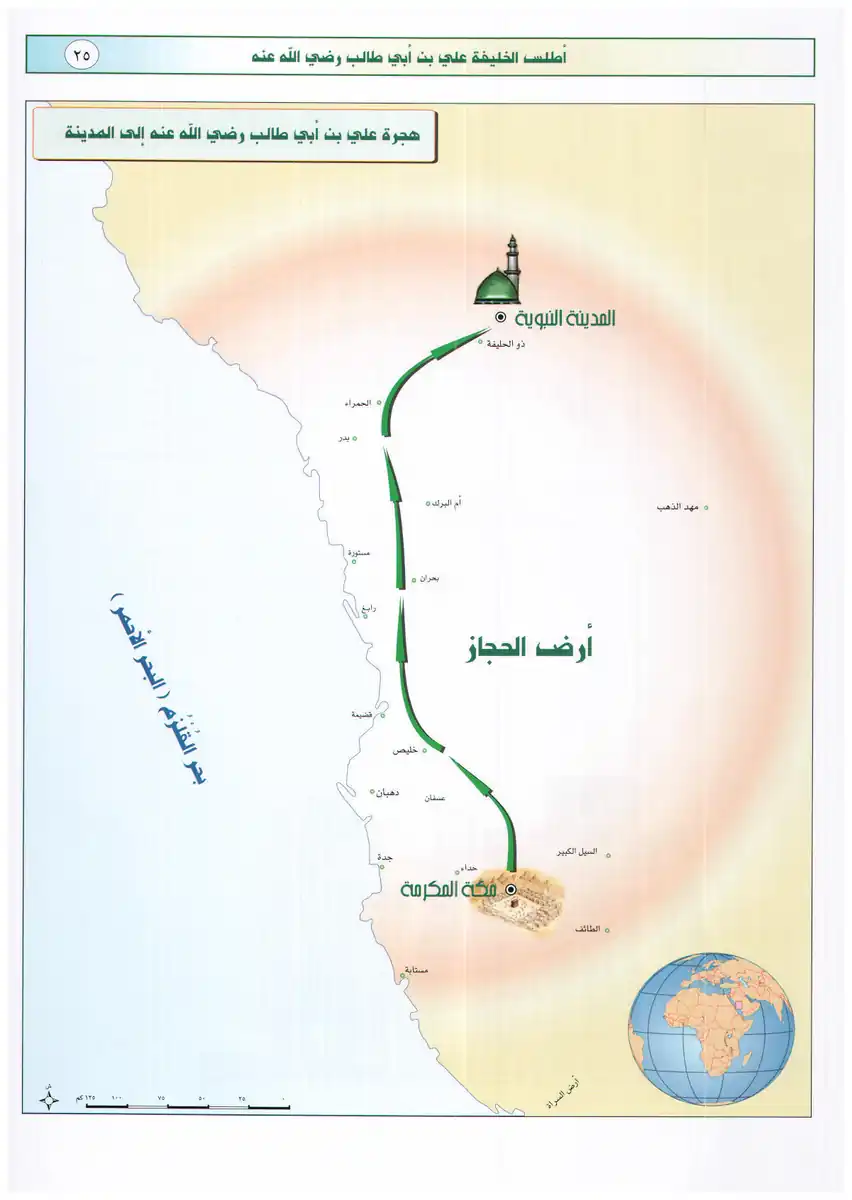 أطلس الخليفة علي بن أبي طالب رضي الله عنه
٢٥
هجرة علي بن أبي طالب رضي الله عنه إلى المدينة
المدينة النبوية
ذو الحليفة
الحمراء
بدر
أم البرك
مهد الذهب
مستورة
بحران
رابغ
أرض الحجاز
بحر القُلْزُم (البحر الأحمر)
قضيمة
خليص
دهبان
عسفان
السيل الكبير
جدة
حداء
مكة المكرمة
الطائف
مستابة
أرض السراة
ش
١٢٥ كم ١٠٠ ٧٥ ٥٠ ٢٥ ٠